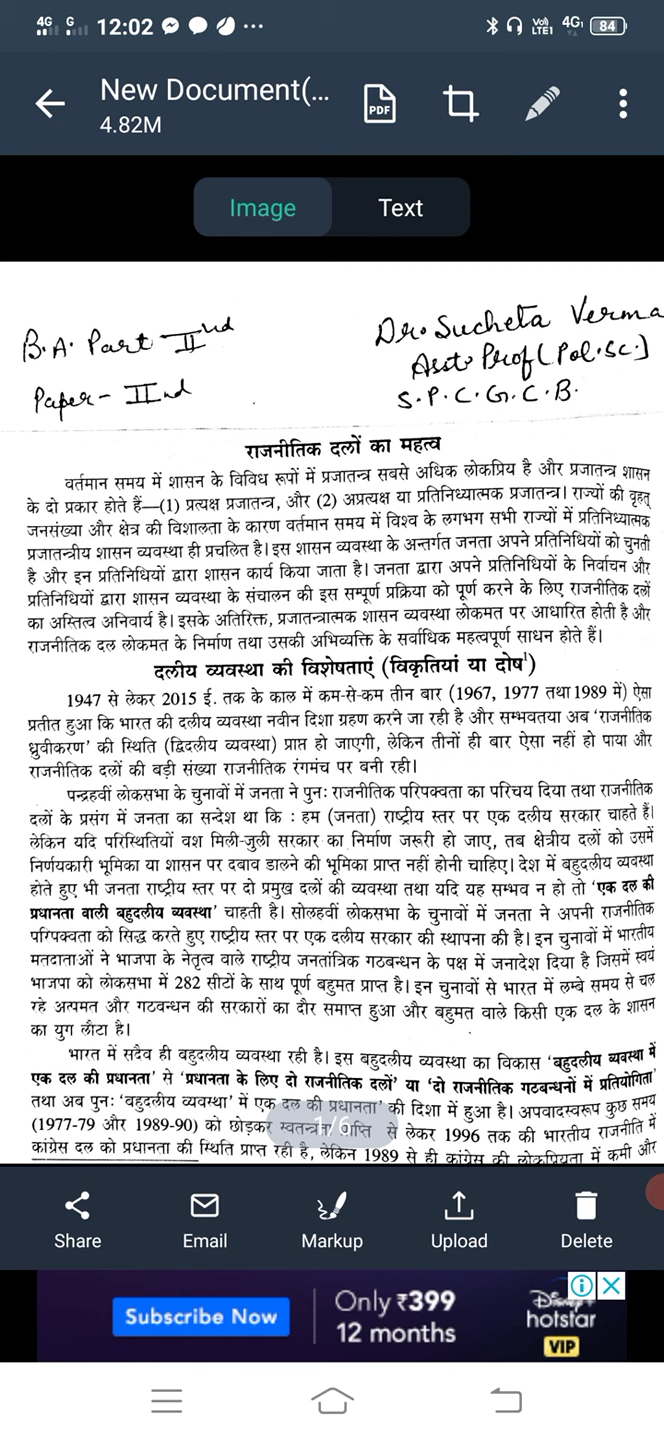 4G G 12:02 ... Vo) LTE1 4G 84
New Document(...
4.82M
PDF
Image Text
B.A. Part IInd
Dr. Sucheta Verma
Asst. Prof (Pol.Sc.)
Paper - IInd
S.P.C.G.C.B.
राजनीतिक दलों का महत्व
वर्तमान समय में शासन के विविध रूपों में प्रजातन्त्र सबसे अधिक लोकप्रिय है और प्रजातन्त्र शासन
के दो प्रकार होते हैं—(1) प्रत्यक्ष प्रजातन्त्र, और (2) अप्रत्यक्ष या प्रतिनिध्यात्मक प्रजातन्त्र। राज्यों की वृहत्
जनसंख्या और क्षेत्र की विशालता के कारण वर्तमान समय में विश्व के लगभग सभी राज्यों में प्रतिनिध्यात्मक
प्रजातन्त्रीय शासन व्यवस्था ही प्रचलित है। इस शासन व्यवस्था के अन्तर्गत जनता अपने प्रतिनिधियों को चुनती
है और इन प्रतिनिधियों द्वारा शासन कार्य किया जाता है। जनता द्वारा अपने प्रतिनिधियों के निर्वाचन और
प्रतिनिधियों द्वारा शासन व्यवस्था के संचालन की इस सम्पूर्ण प्रक्रिया को पूर्ण करने के लिए राजनीतिक दलों
का अस्तित्व अनिवार्य है। इसके अतिरिक्त, प्रजातन्त्रात्मक शासन व्यवस्था लोकमत पर आधारित होती है और
राजनीतिक दल लोकमत के निर्माण तथा उसकी अभिव्यक्ति के सर्वाधिक महत्वपूर्ण साधन होते हैं।
दलीय व्यवस्था की विशेषताएं (विकृतियां या दोष¹)
1947 से लेकर 2015 ई. तक के काल में कम-से-कम तीन बार (1967, 1977 तथा 1989 में) ऐसा
प्रतीत हुआ कि भारत की दलीय व्यवस्था नवीन दिशा ग्रहण करने जा रही है और सम्भवतया अब 'राजनीतिक
ध्रुवीकरण' की स्थिति (द्विदलीय व्यवस्था) प्राप्त हो जाएगी, लेकिन तीनों ही बार ऐसा नहीं हो पाया और
राजनीतिक दलों की बड़ी संख्या राजनीतिक रंगमंच पर बनी रही।
पन्द्रहवीं लोकसभा के चुनावों में जनता ने पुनः राजनीतिक परिपक्वता का परिचय दिया तथा राजनीतिक
दलों के प्रसंग में जनता का सन्देश था कि : हम (जनता) राष्ट्रीय स्तर पर एक दलीय सरकार चाहते हैं।
लेकिन यदि परिस्थितियों वश मिली-जुली सरकार का निर्माण जरूरी हो जाए, तब क्षेत्रीय दलों को उसमें
निर्णयकारी भूमिका या शासन पर दबाव डालने की भूमिका प्राप्त नहीं होनी चाहिए। देश में बहुदलीय व्यवस्था
होते हुए भी जनता राष्ट्रीय स्तर पर दो प्रमुख दलों की व्यवस्था तथा यदि यह सम्भव न हो तो 'एक दल की
प्रधानता वाली बहुदलीय व्यवस्था' चाहती है। सोलहवीं लोकसभा के चुनावों में जनता ने अपनी राजनीतिक
परिपक्वता को सिद्ध करते हुए राष्ट्रीय स्तर पर एक दलीय सरकार की स्थापना की है। इन चुनावों में भारतीय
मतदाताओं ने भाजपा के नेतृत्व वाले राष्ट्रीय जनतांत्रिक गठबन्धन के पक्ष में जनादेश दिया है जिसमें स्वयं
भाजपा को लोकसभा में 282 सीटों के साथ पूर्ण बहुमत प्राप्त है। इन चुनावों से भारत में लम्बे समय से चल
रहे अल्पमत और गठबन्धन की सरकारों का दौर समाप्त हुआ और बहुमत वाले किसी एक दल के शासन
का युग लौटा है।
भारत में सदैव ही बहुदलीय व्यवस्था रही है। इस बहुदलीय व्यवस्था का विकास 'बहुदलीय व्यवस्था में
एक दल की प्रधानता' से 'प्रधानता के लिए दो राजनीतिक दलों' या 'दो राजनीतिक गठबन्धनों में प्रतियोगिता'
तथा अब पुनः 'बहुदलीय व्यवस्था' में एक दल की प्रधानता' की दिशा में हुआ है। अपवादस्वरूप कुछ समय
(1977-79 और 1989-90) को छोड़कर स्वतन्त्रता प्राप्ति से लेकर 1996 तक की भारतीय राजनीति में
1/6
कांग्रेस दल को प्रधानता की स्थिति प्राप्त रही है, लेकिन 1989 से ही कांग्रेस की लोकप्रियता में कमी और
Share Email Markup Upload Delete
Subscribe Now
Only ₹399
12 months
Disney+
hotstar
VIP